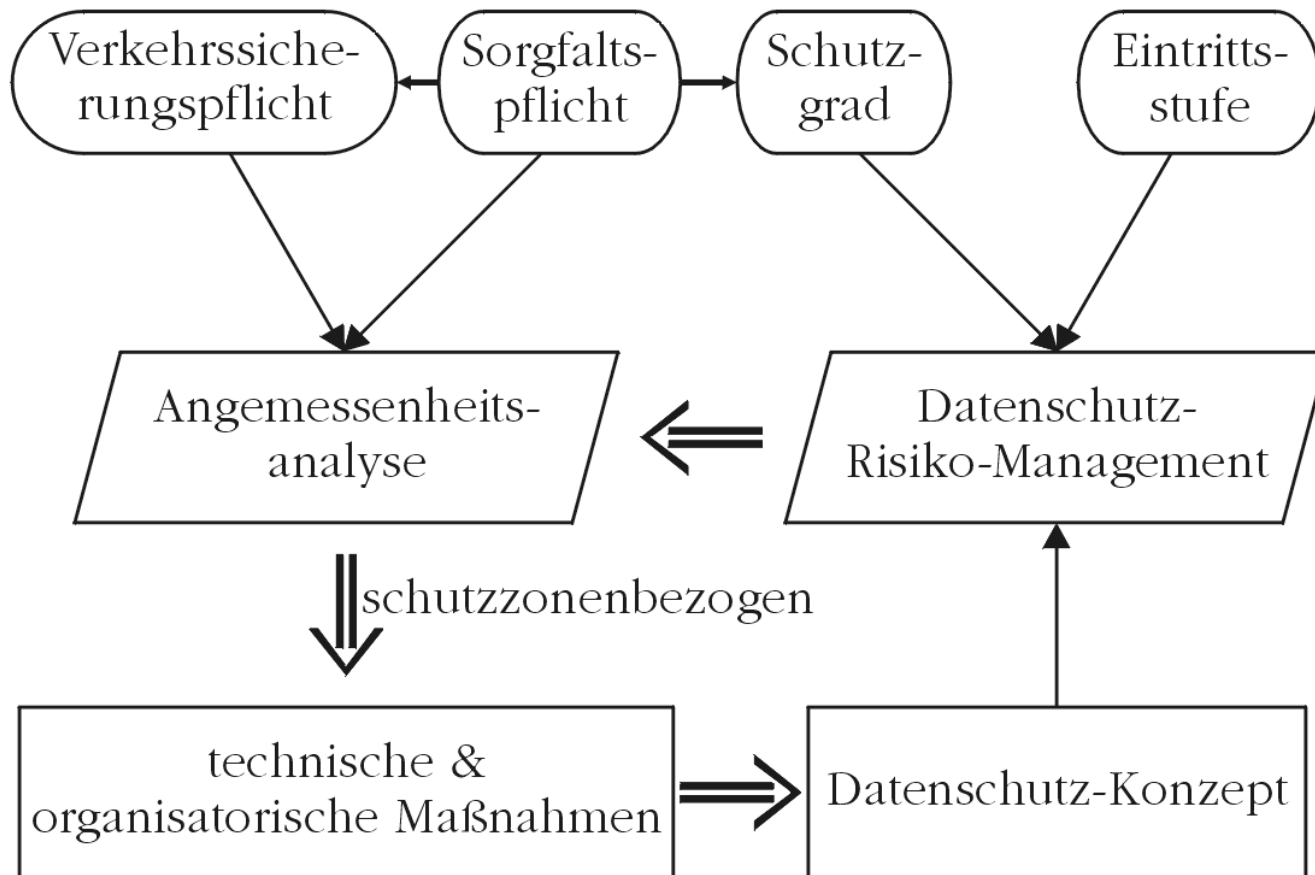 Verkehrssiche-
rungspflicht
Sorgfalts-
pflicht
Schutz-
grad
Eintritts-
stufe
Angemessenheits-
analyse
Datenschutz-
Risiko-Management
schutzzonenbezogen
technische &
organisatorische Maßnahmen
Datenschutz-Konzept